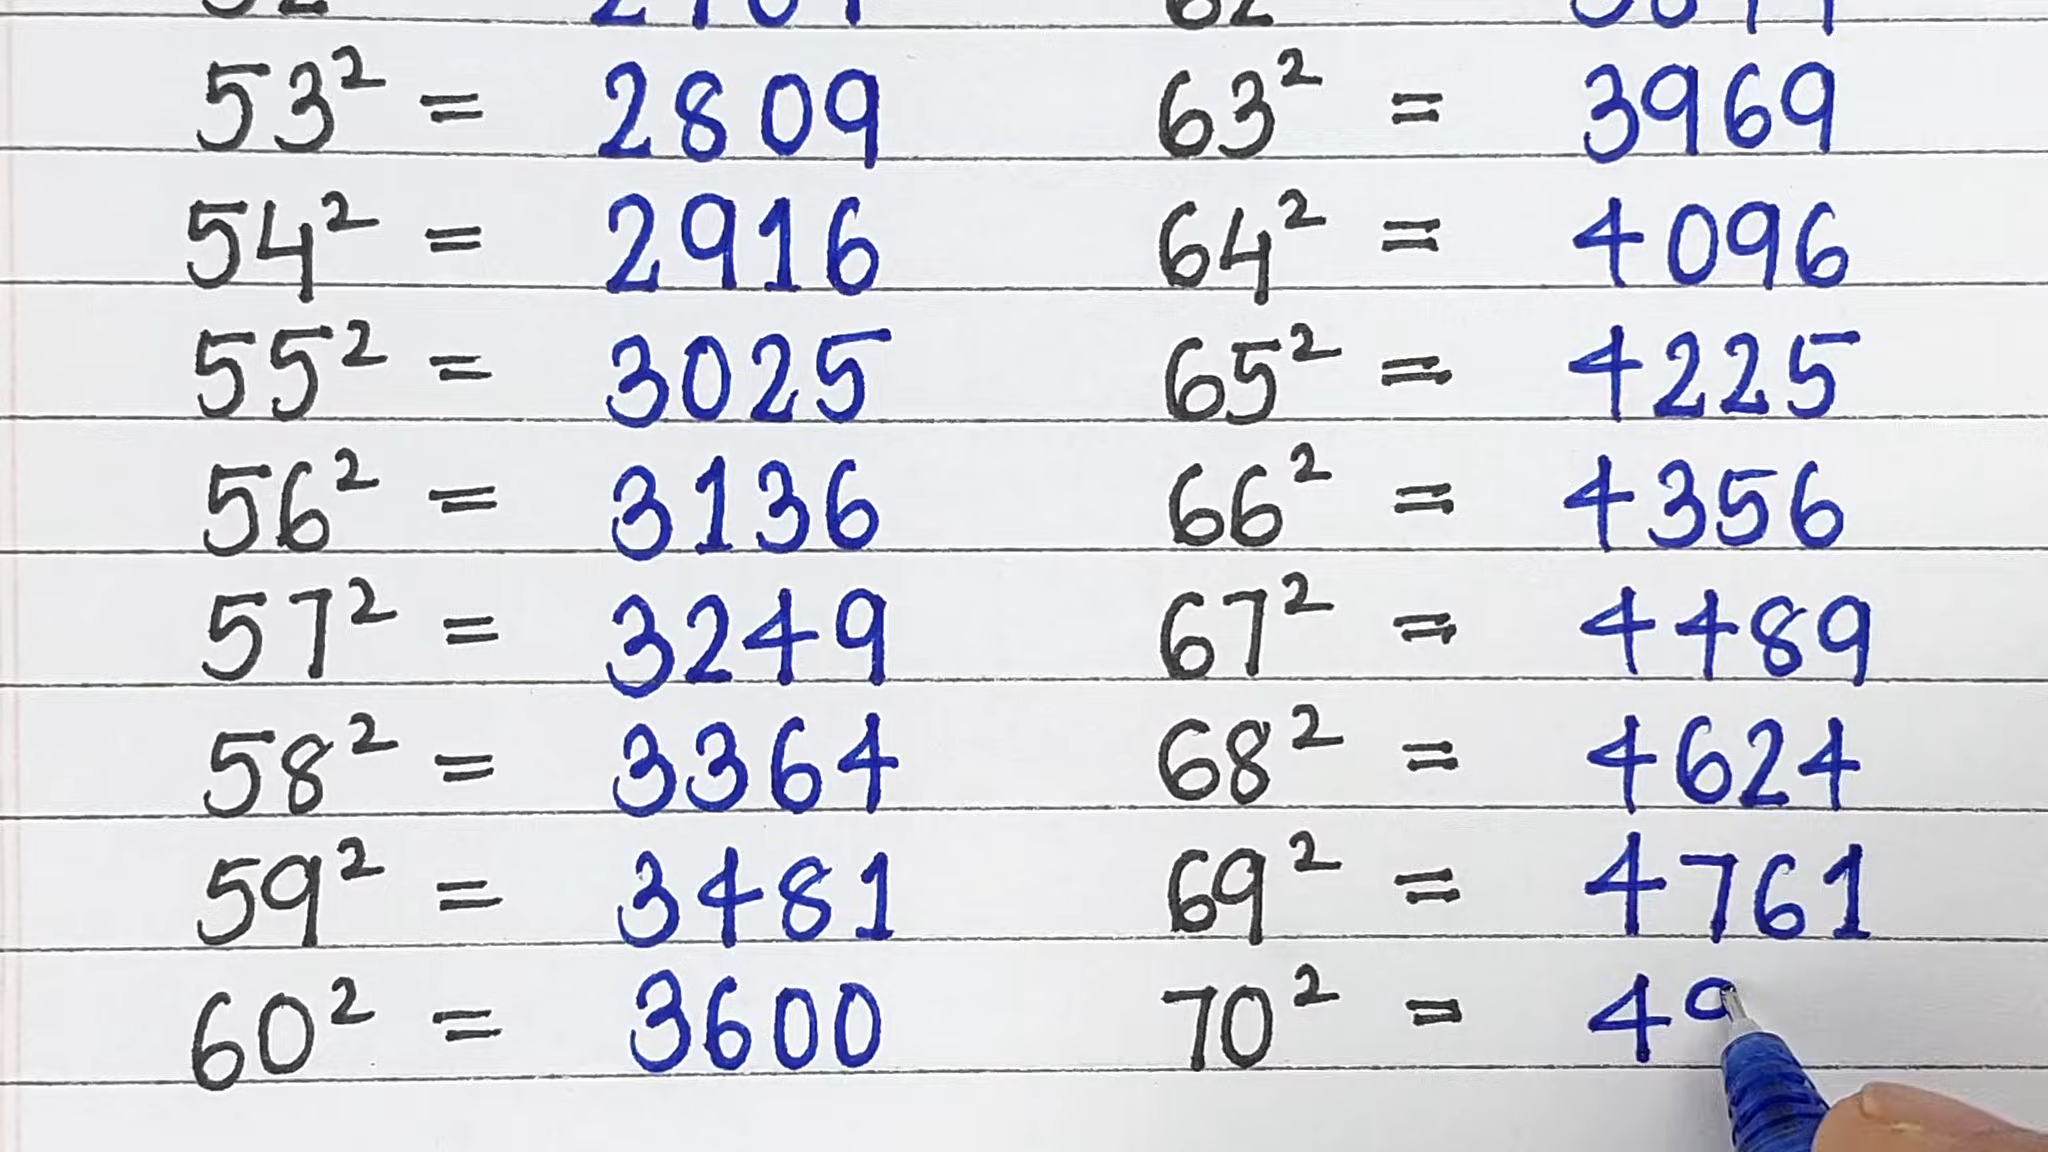 53² = 2809 63² = 3969
54² = 2916 64² = 4096
55² = 3025 65² = 4225
56² = 3136 66² = 4356
57² = 3249 67² = 4489
58² = 3364 68² = 4624
59² = 3481 69² = 4761
60² = 3600 70² = 4